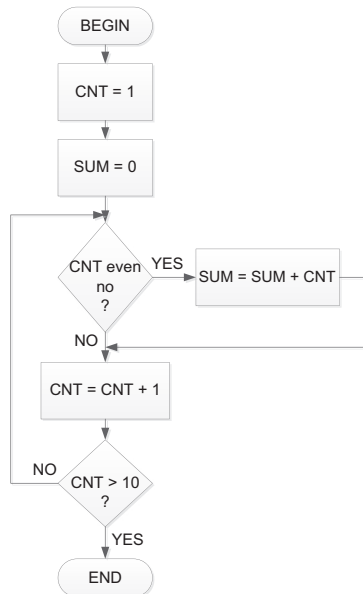 BEGIN
CNT = 1
SUM = 0
CNT even
no
?
YES
SUM = SUM + CNT
NO
CNT = CNT + 1
NO
CNT > 10
?
YES
END